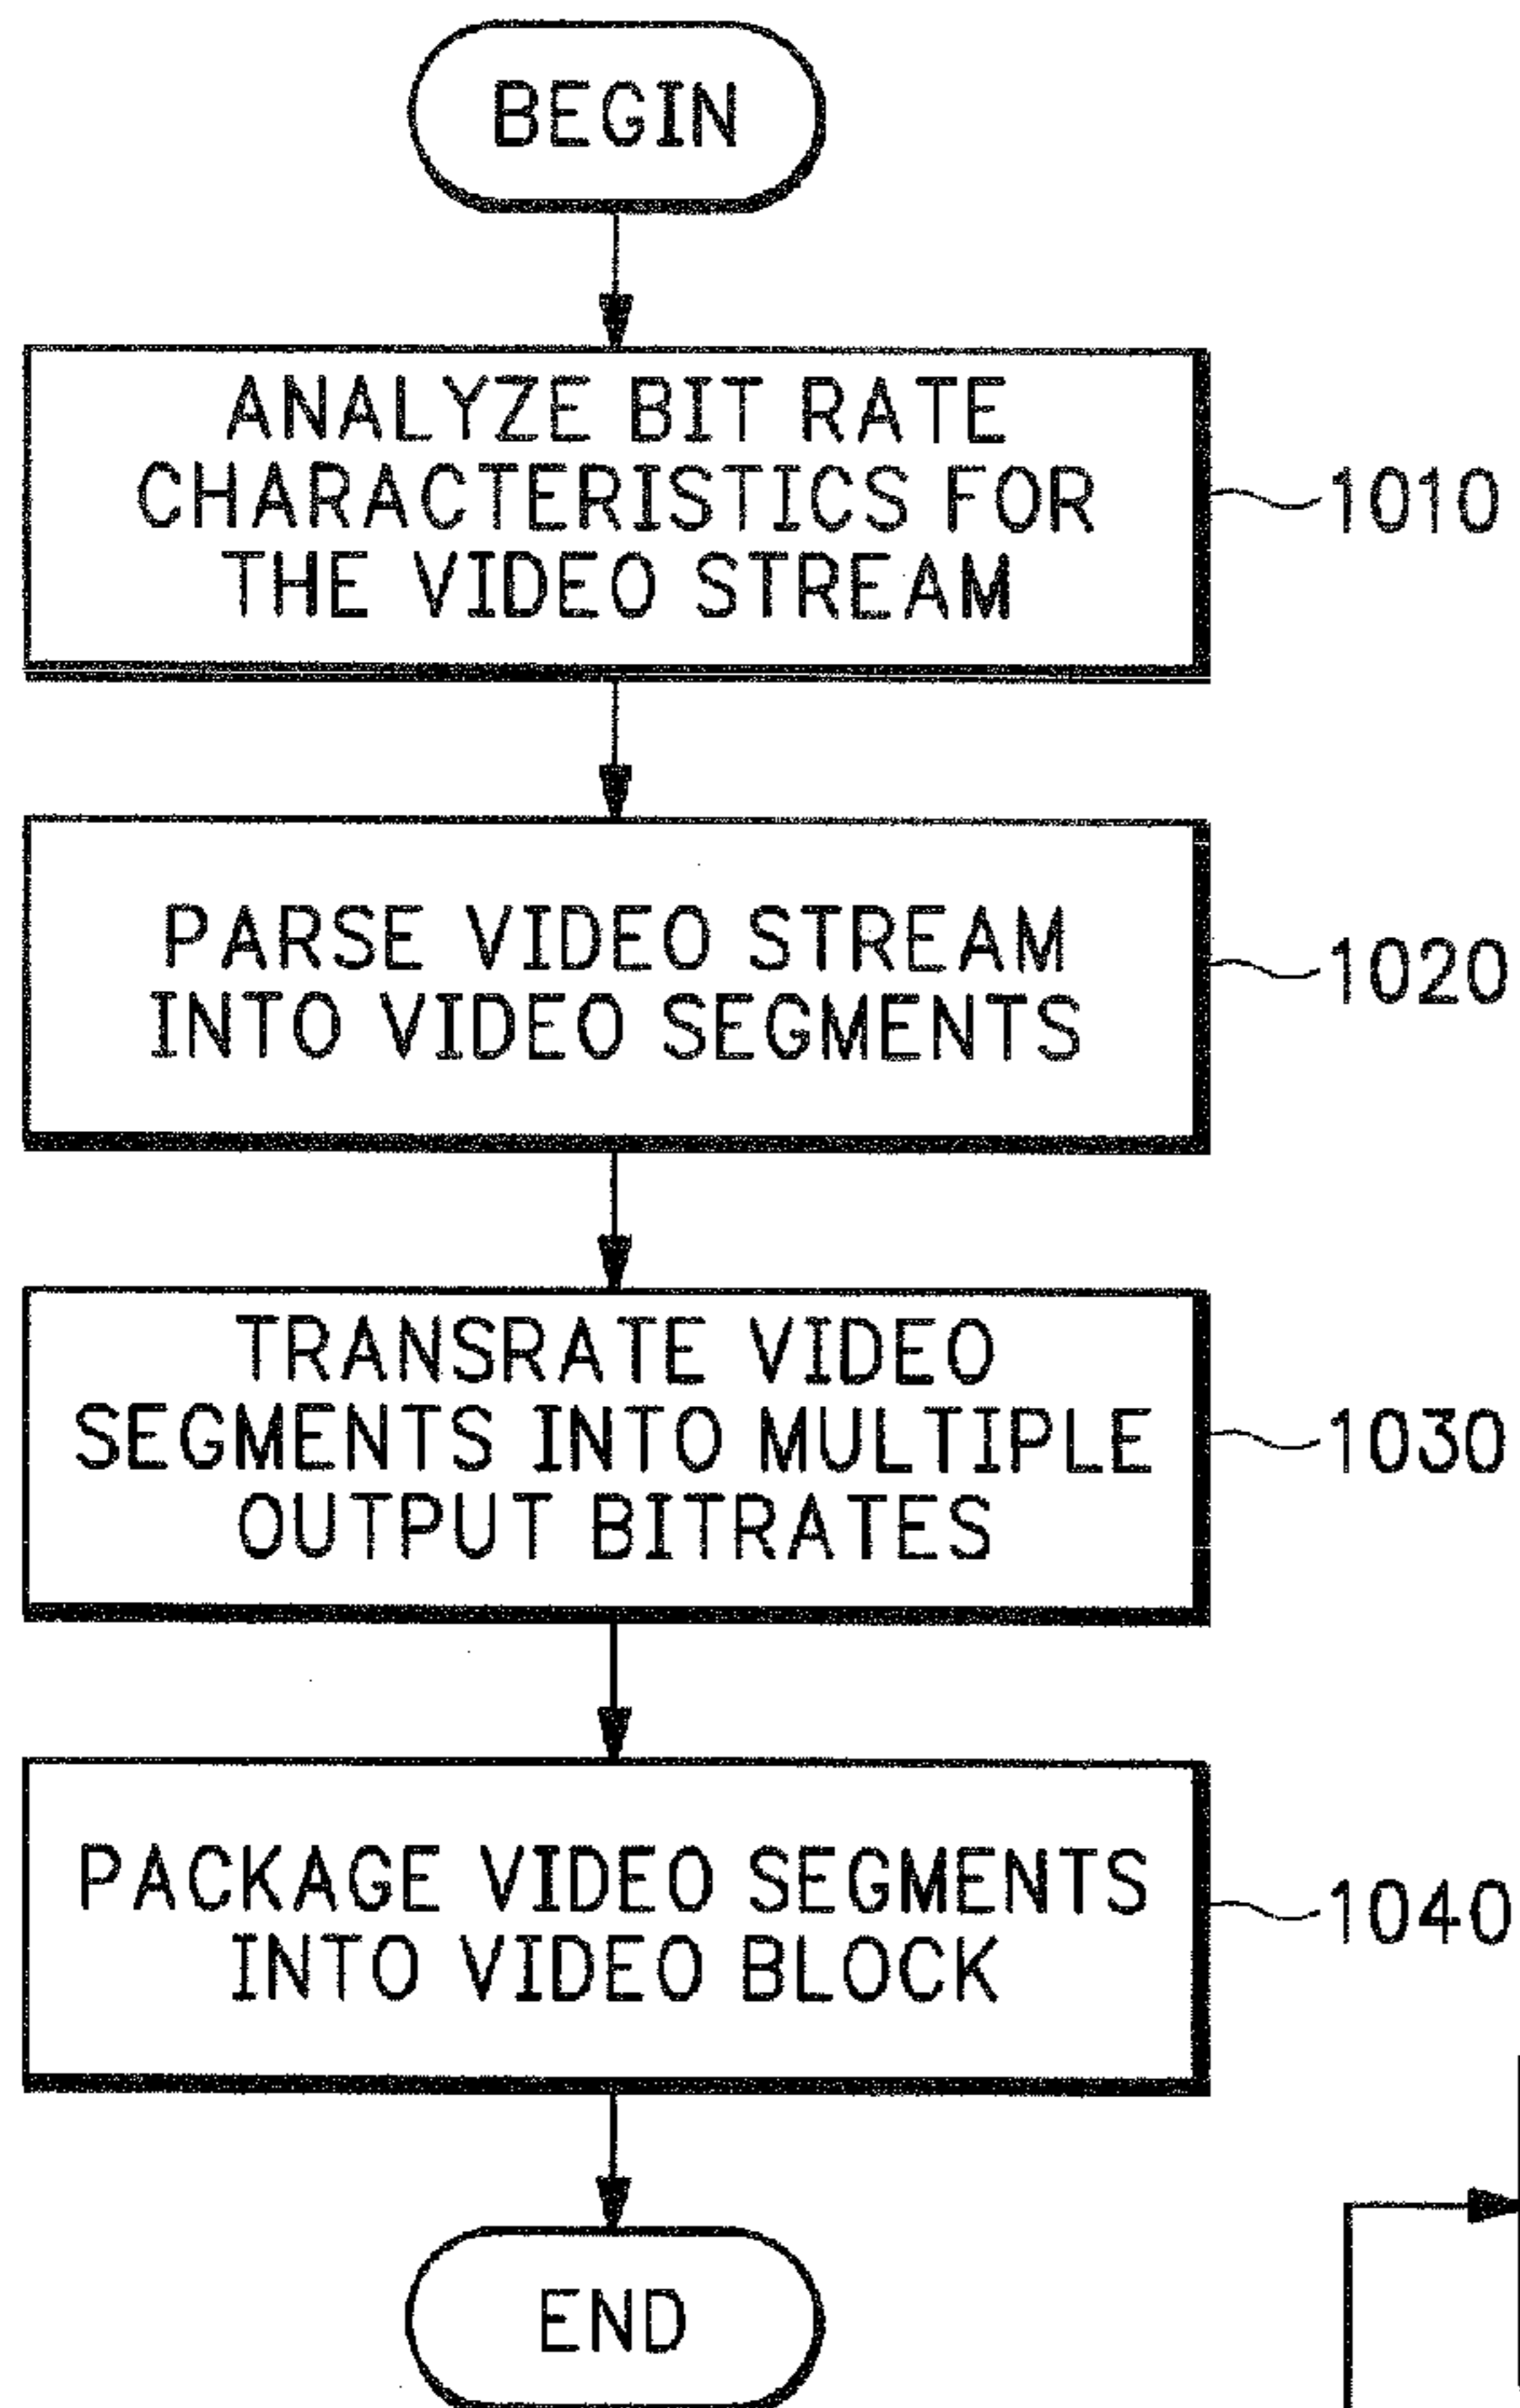 BEGIN
ANALYZE BIT RATE
CHARACTERISTICS FOR
THE VIDEO STREAM
1010
PARSE VIDEO STREAM
INTO VIDEO SEGMENTS
1020
TRANSRATE VIDEO
SEGMENTS INTO MULTIPLE
OUTPUT BITRATES
1030
PACKAGE VIDEO SEGMENTS
INTO VIDEO BLOCK
1040
END